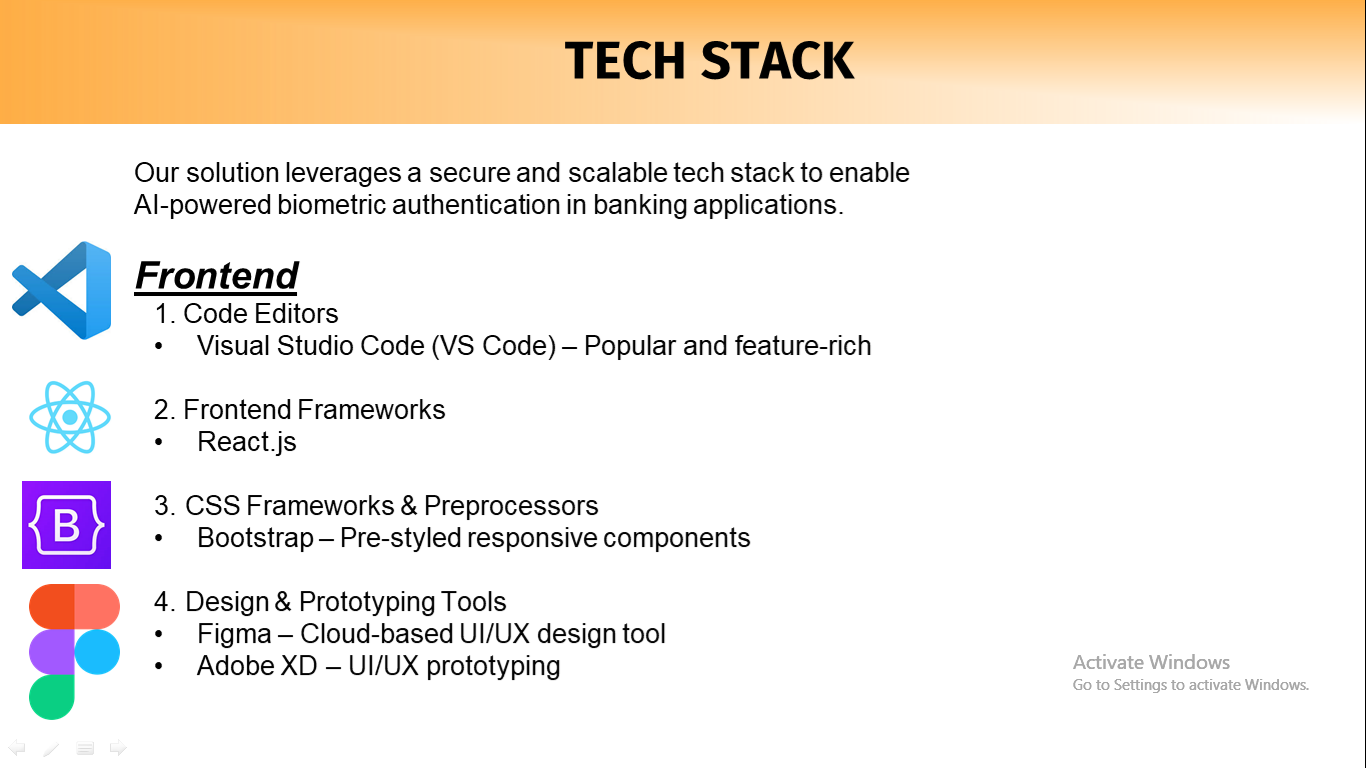 TECH STACK
Our solution leverages a secure and scalable tech stack to enable
AI-powered biometric authentication in banking applications.
Frontend
1. Code Editors
• Visual Studio Code (VS Code) – Popular and feature-rich
2. Frontend Frameworks
• React.js
3. CSS Frameworks & Preprocessors
• Bootstrap – Pre-styled responsive components
B
4. Design & Prototyping Tools
• Figma – Cloud-based UI/UX design tool
• Adobe XD – UI/UX prototyping
Activate Windows
Go to Settings to activate Windows.